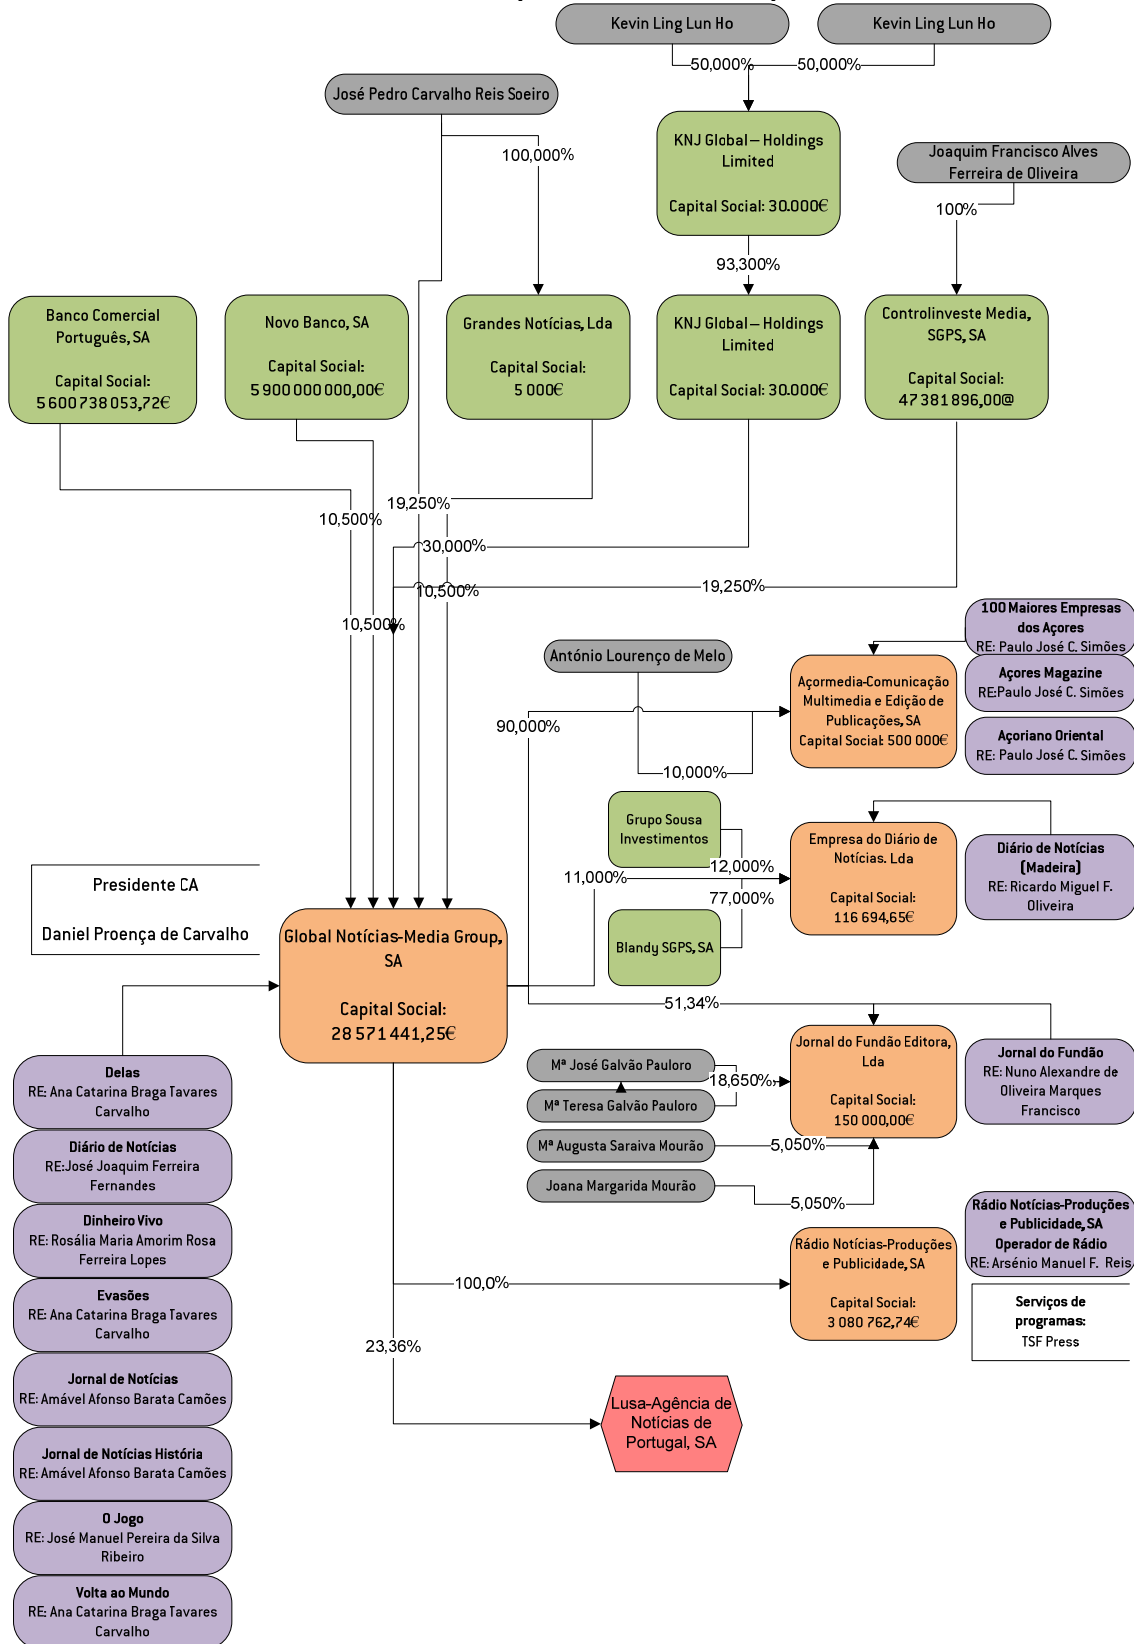 Kevin Ling Lun Ho
Kevin Ling Lun Ho
50,000%
50,000%
José Pedro Carvalho Reis Soeiro
100,000%
KNJ Global – Holdings
Limited
Capital Social: 30.000€
Joaquim Francisco Alves
Ferreira de Oliveira
100%
93,300%
Banco Comercial
Português, SA
Capital Social:
5 600 738 053,72€
Novo Banco, SA
Capital Social:
5 900 000 000,00€
Grandes Notícias, Lda
Capital Social:
5 000€
KNJ Global – Holdings
Limited
Capital Social: 30.000€
Controlinveste Media,
SGPS, SA
Capital Social:
47 381 896,00@
19,250%
10,500%
30,000%
19,250%
10,500%
10,500%
100 Maiores Empresas
dos Açores
RE: Paulo José C. Simões
António Lourenço de Melo
Açormedia-Comunicação
Multimedia e Edição de
Publicações, SA
Capital Social: 500 000€
Açores Magazine
RE:Paulo José C. Simões
Açoriano Oriental
RE: Paulo José C. Simões
90,000%
10,000%
Grupo Sousa
Investimentos
12,000%
11,000%
77,000%
Blandy SGPS, SA
Empresa do Diário de
Notícias. Lda
Capital Social:
116 694,65€
Diário de Notícias
(Madeira)
RE: Ricardo Miguel F.
Oliveira
Presidente CA
Daniel Proença de Carvalho
Global Notícias-Media Group,
SA
Capital Social:
28 571 441,25€
51,34%
Mª José Galvão Pauloro
Mª Teresa Galvão Pauloro
18,650%
Mª Augusta Saraiva Mourão
5,050%
Joana Margarida Mourão
5,050%
Jornal do Fundão Editora,
Lda
Capital Social:
150 000,00€
Jornal do Fundão
RE: Nuno Alexandre de
Oliveira Marques
Francisco
Delas
RE: Ana Catarina Braga Tavares
Carvalho
Diário de Notícias
RE:José Joaquim Ferreira
Fernandes
Dinheiro Vivo
RE: Rosália Maria Amorim Rosa
Ferreira Lopes
Evasões
RE: Ana Catarina Braga Tavares
Carvalho
Jornal de Notícias
RE: Amável Afonso Barata Camões
Jornal de Notícias História
RE: Amável Afonso Barata Camões
O Jogo
RE: José Manuel Pereira da Silva
Ribeiro
Volta ao Mundo
RE: Ana Catarina Braga Tavares
Carvalho
100,0%
Rádio Notícias-Produções
e Publicidade, SA
Capital Social:
3 080 762,74€
Rádio Notícias-Produções
e Publicidade, SA
Operador de Rádio
RE: Arsénio Manuel F. Reis
Serviços de
programas:
TSF Press
23,36%
Lusa-Agência de
Notícias de
Portugal, SA